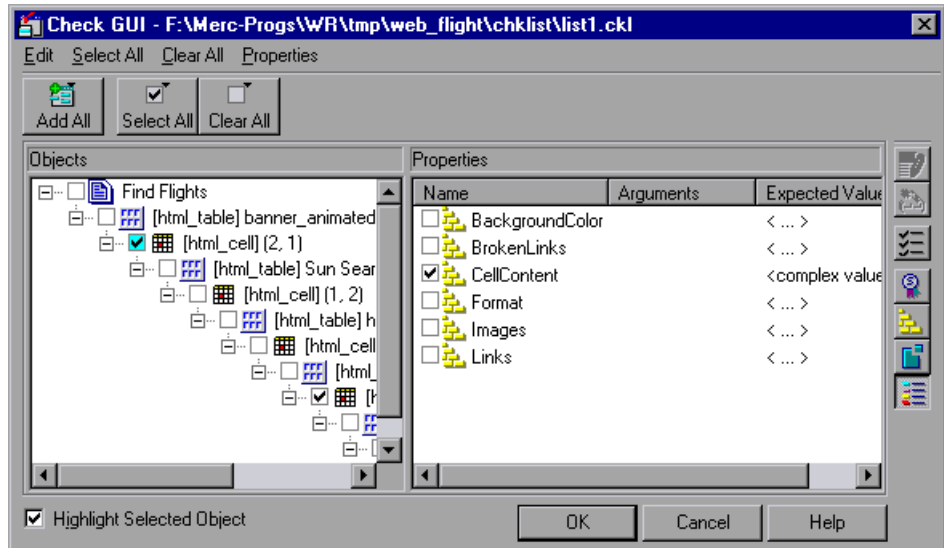 Check GUI - F:\Merc-Progs\WR\tmp\web_flight\chklist\list1.ckl
Edit Select All Clear All Properties
Add All Select All Clear All
Objects
Find Flights
[html_table] banner_animated
[html_cell] (2, 1)
[html_table] Sun Sear
[html_cell] (1, 2)
[html_table] h
[html_cell
[html_
[h
Properties
Name Arguments Expected Value
BackgroundColor < ... >
BrokenLinks < ... >
CellContent <complex value
Format < ... >
Images < ... >
Links < ... >
Highlight Selected Object
OK Cancel Help